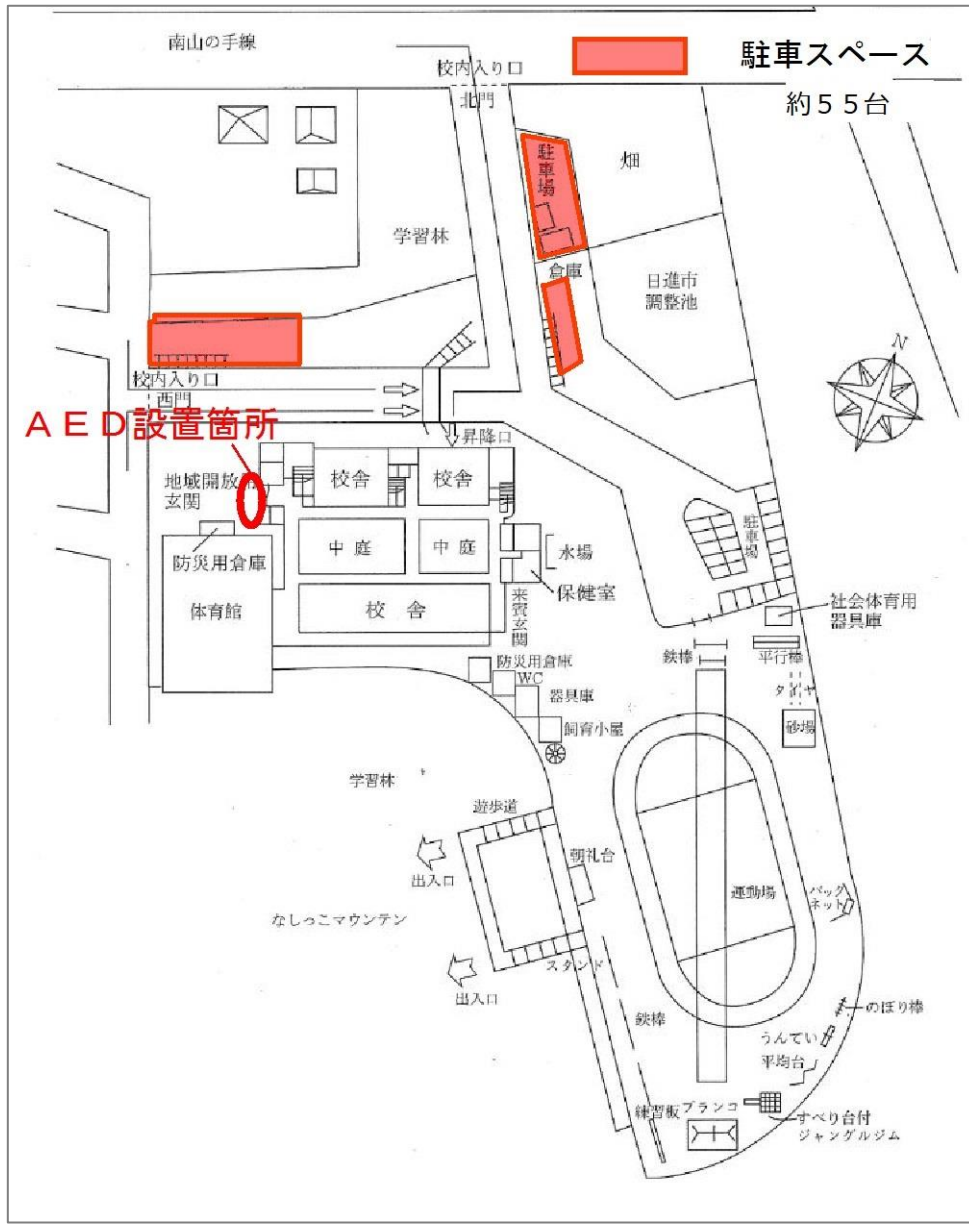 南山の手線
校内入り口
北門
駐車スペース
約55台
駐車場
畑
学習林
倉庫
日進市
調整池
N
校内入り口
西門
AED設置箇所
昇降口
地域開放用
玄関
校舎
校舎
防災用倉庫
中庭
中庭
水場
保健室
駐車場
体育館
校舎
来賓玄関
社会体育用
器具庫
鉄棒
平行棒
防災用倉庫
WC
器具庫
タイヤ
飼育小屋
砂場
学習林
遊歩道
朝礼台
出入口
運動場
バック
ネット
なしっこマウンテン
スタンド
出入口
鉄棒
のぼり棒
うんてい
平均台
練習板
ブランコ
すべり台付
ジャングルジム